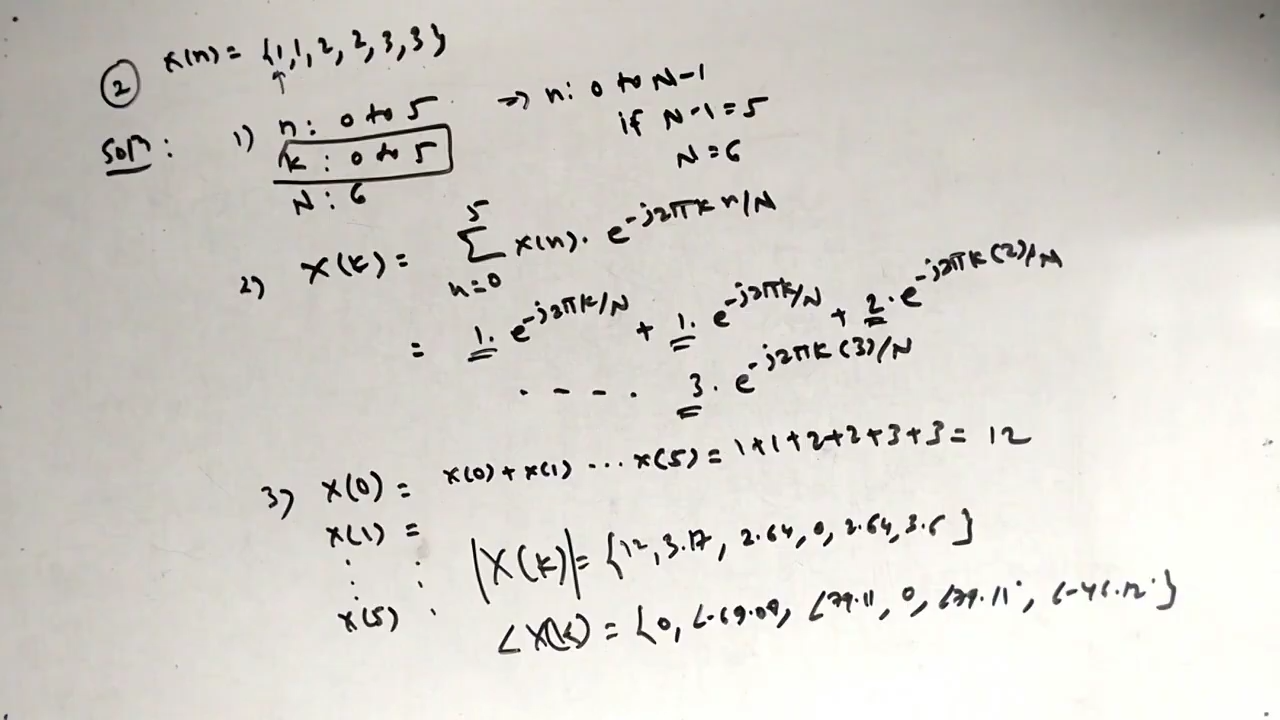 ② x(n) = {1,1,2,2,3,3}
↑
Soln: 1) n: 0 to 5 => n: 0 to N-1
k: 0 to 5 if N-1=5
N: 6 N=6
2) X(k) = 5∑n=0 x(n). e^-j2πkn/N
= 1. e^-j2πk/N + 1. e^-j2πk/N + 2. e^-j2πk(2)/N
. - - . 3. e^-j2πk(3)/N
3) X(0) = x(0)+x(1) ... x(5) = 1+1+2+2+3+3 = 12
X(1) =
|X(k)| = {12, 3.17, 2.64, 0, 2.64, 3.6}
X(5)
∠X(k) = {0, ∠-69.09, ∠79.11, 0, ∠79.11°, ∠-46.12°}